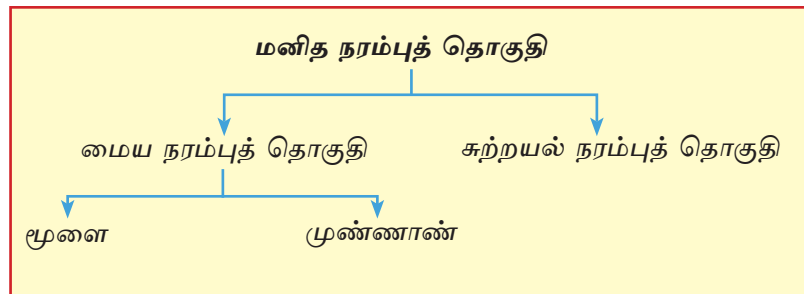 மனித நரம்புத் தொகுதி
மைய நரம்புத் தொகுதி
சுற்றயல் நரம்புத் தொகுதி
மூளை
முண்ணாண்